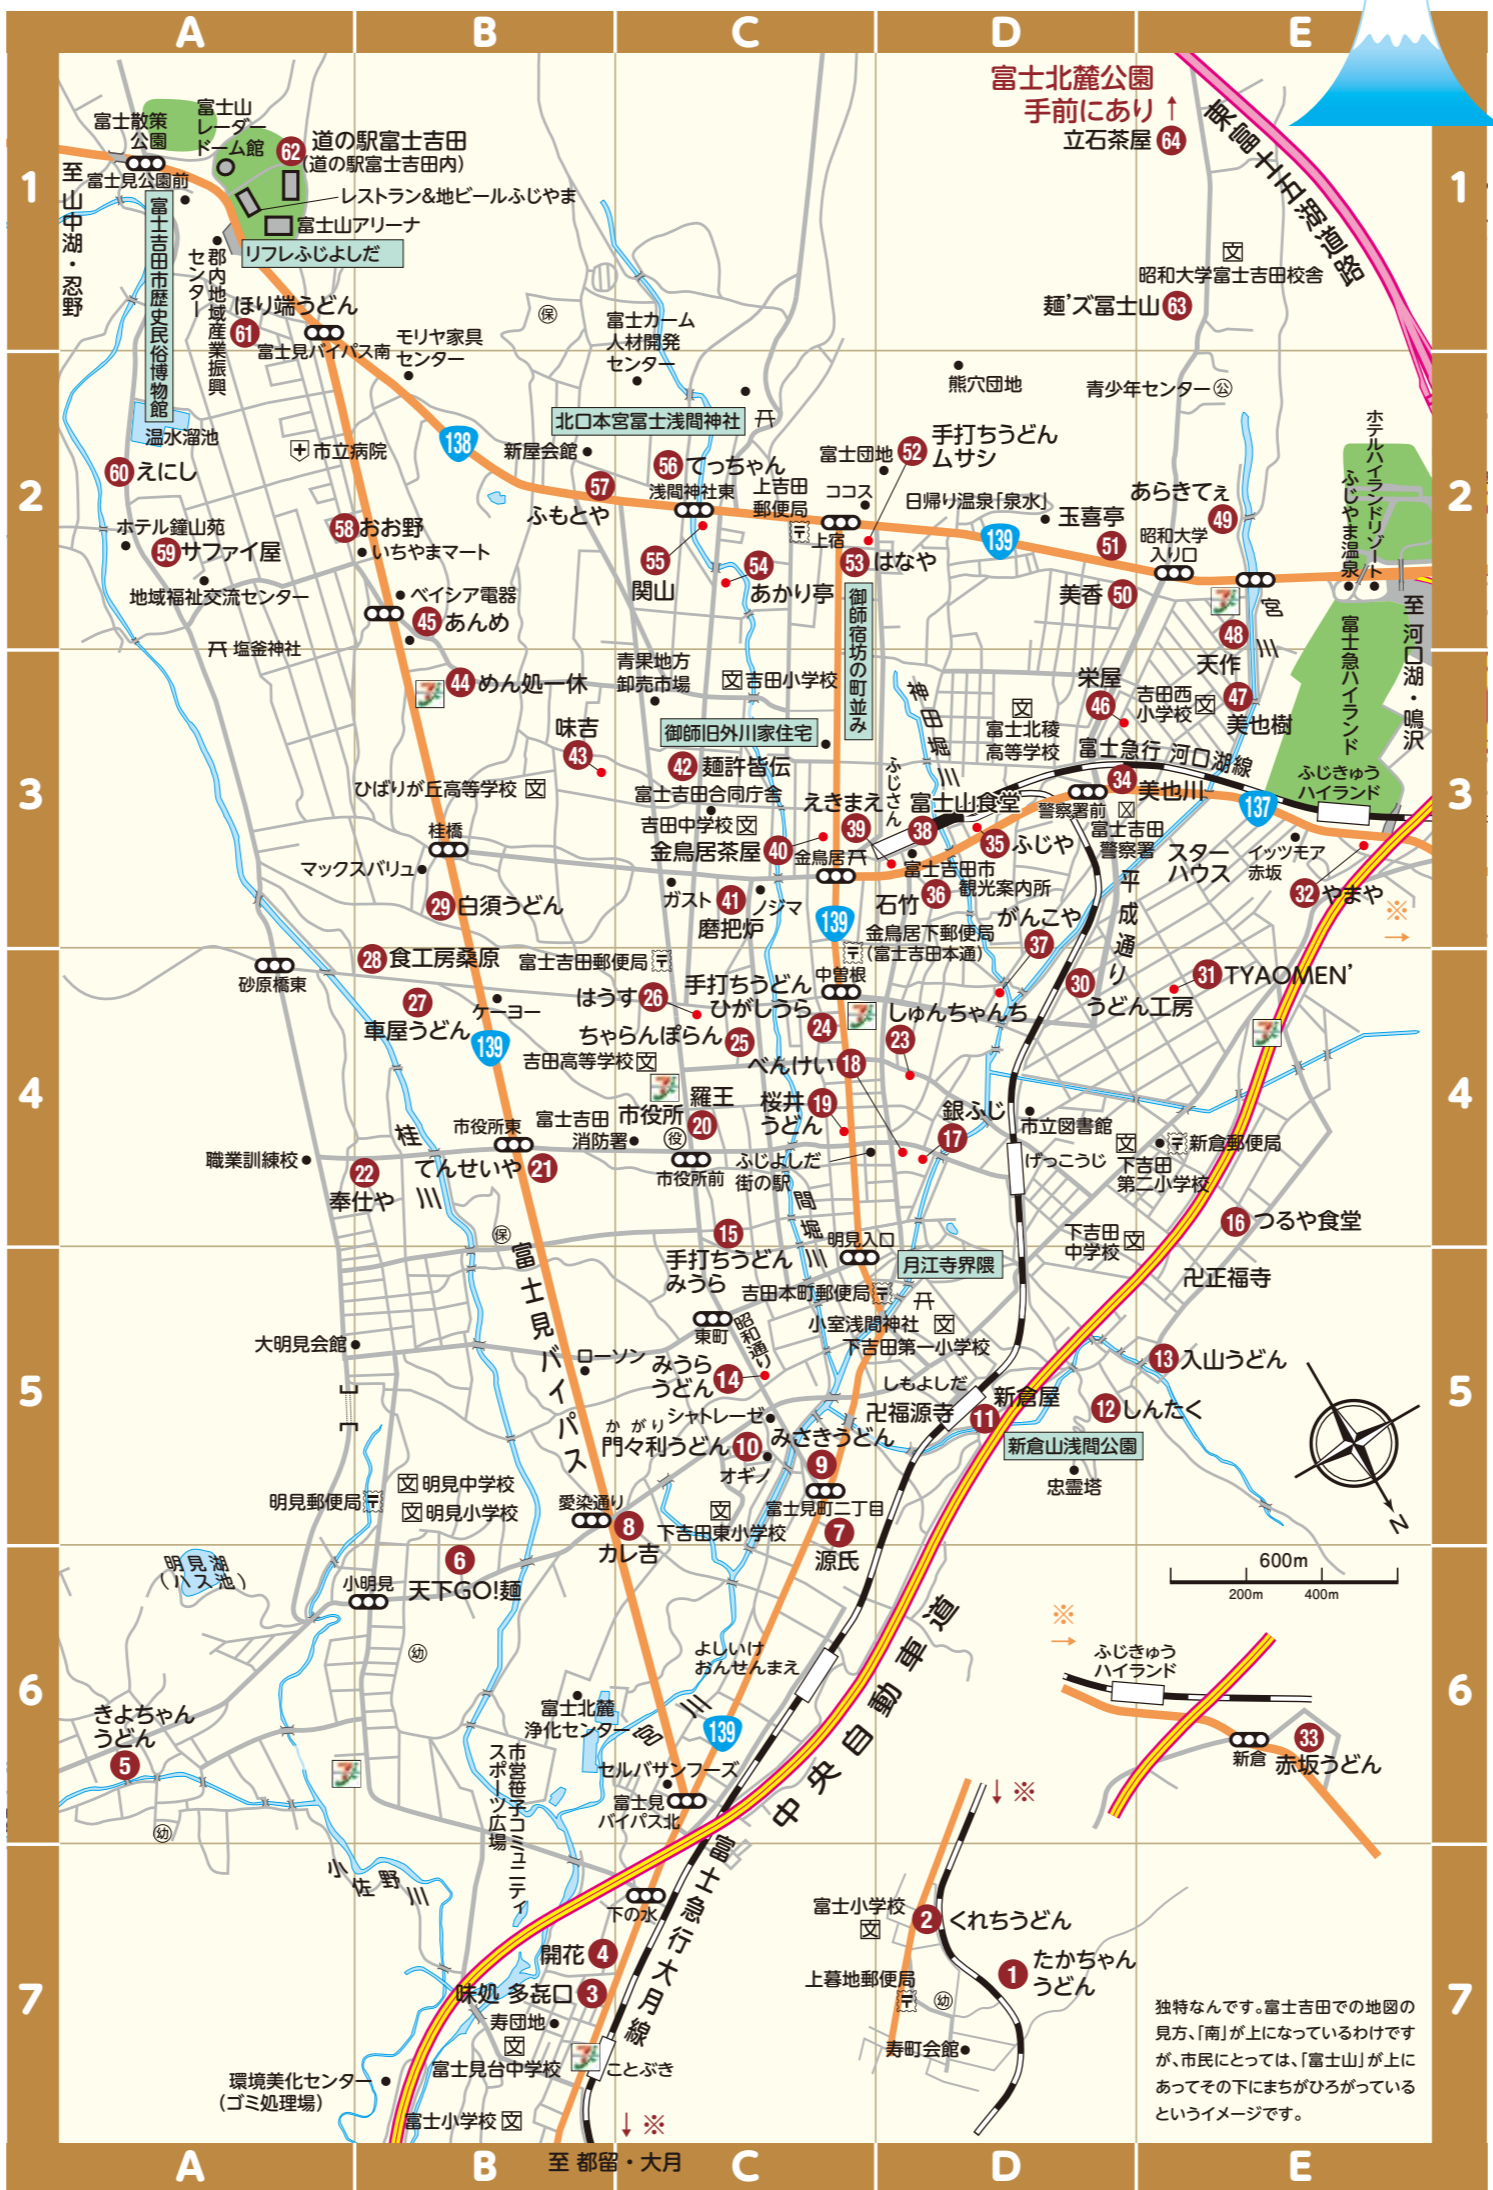 A
B
C
D
E
富士北麓公園
手前にあり↑
立石茶屋 64
東富士五湖道路
富士散策
公園
富士山
レーダー
ドーム館
62 道の駅富士吉田
(道の駅富士吉田内)
富士見公園前
レストラン&地ビールふじやま
富士山アリーナ
リフレふじよしだ
至 山中湖・忍野
富士吉田市歴史民俗博物館
郡内地域産業振興
センター
1
1
昭和大学富士吉田校舎
麺'ズ冨士山 63
ほり端うどん
61
富士見バイパス南
モリヤ家具
センター
保
富士カーム
人材開発
センター
熊穴団地
青少年センター 公
北口本宮冨士浅間神社
温水溜池
市立病院
138
新屋会館
56 てっちゃん
浅間神社東
上吉田
郵便局
富士団地
52 手打ちうどん
ムサシ
ココス
日帰り温泉「泉水」
あらきてぇ
49
ホテルハイランドリゾート
ふじやま温泉
60 えにし
57
ふもとや
2
2
ホテル鐘山苑
58 おお野
いちやまマート
59 サファイ屋
地域福祉交流センター
上宿
139
玉喜亭
51
昭和大学
入り口
55
関山
54
あかり亭
53 はなや
美香 50
ベイシア電器
45 あんめ
塩釜神社
御師宿坊の町並み
宮川
48
天作
至 河口湖・鳴沢
富士急ハイランド
44 めん処一休
青果地方
卸売市場
文 吉田小学校
神田堀川
文
富士北稜
高等学校
栄屋
46
吉田西
小学校 文
47
美也樹
味吉
43
御師旧外川家住宅
42 麺許皆伝
富士吉田合同庁舎
富士急行 河口湖線
34 美也川
137
ふじきゅう
ハイランド
3
3
ひばりが丘高等学校 文
ふじさん
えきまえ
39
富士山食堂
38
警察署前
富士吉田
警察署
吉田中学校 文
桂橋
金鳥居茶屋 40
金鳥居
35 ふじや
マックスバリュ
富士吉田市
観光案内所
スター
ハウス
イッツモア
赤坂
32 やまや
※
→
29 白須うどん
ガスト
41
ノジマ
磨把炉
139
石竹 36
がんこや
37
平成通り
金鳥居下郵便局
(富士吉田本通)
28 食工房桑原
富士吉田郵便局
中曽根
砂原橋東
27
車屋うどん
ケーヨー
はうす 26
手打ちうどん
ひがしうら
24
しゅんちゃんち
23
30
うどん工房
31 TYAOMEN'
139
ちゃらんぽらん 25
吉田高等学校 文
べんけい 18
4
4
市役所
役
羅王
20
桜井 19
うどん
銀ふじ
17
市立図書館
市役所東
富士吉田
消防署
職業訓練校
桂川
22
奉仕や
てんせいや 21
市役所前
ふじよしだ
街の駅
げっこうじ
文
下吉田
第二小学校
新倉郵便局
間堀川
16 つるや食堂
保
15
手打ちうどん
みうら
明見入口
月江寺界隈
下吉田
中学校 文
富士見バイパス
吉田本町郵便局
卍正福寺
大明見会館
東町
昭和通り
小室浅間神社
文
下吉田第一小学校
ローソン
みうら
うどん 14
しもよしだ
13 入山うどん
5
5
シャトレーゼ
卍福源寺
新倉屋
11
12 しんたく
かがり
門々利うどん 10
オギノ
みさきうどん
9
新倉山浅間公園
忠霊塔
N
文 明見中学校
明見郵便局
文 明見小学校
愛染通り
8
カレ吉
文
下吉田東小学校
富士見町二丁目
7
源氏
明見湖
(ハス池)
小明見
6
天下GO!麺
600m
200m
400m
幼
よしいけ
おんせんまえ
中央自動車道
※
→
ふじきゅう
ハイランド
6
6
きよちゃん
うどん
5
富士北麓
浄化センター
宮川
139
新倉
33
赤坂うどん
市営笹子コミュニティ
スポーツ広場
セルバサンフーズ
富士見
バイパス北
幼
↓※
小佐野川
下の水
富士急行大月線
富士小学校
文
2 くれちうどん
開花 4
味処 多㐂口 3
1 たかちゃん
うどん
上暮地郵便局
幼
7
7
寿団地
文
富士見台中学校
ことぶき
寿町会館
環境美化センター
(ゴミ処理場)
富士小学校 文
↓※
独特なんです。富士吉田での地図の
見方、「南」が上になっているわけです
が、市民にとっては、「富士山」が上に
あってその下にまちがひろがっている
というイメージです。
A
B
至 都留・大月
C
D
E